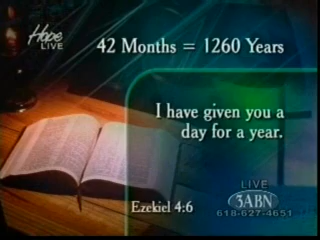 Hope
LIVE
42 Months = 1260 Years
I have given you a
day for a year.
Ezekiel 4:6
LIVE
3ABN
618-627-4651